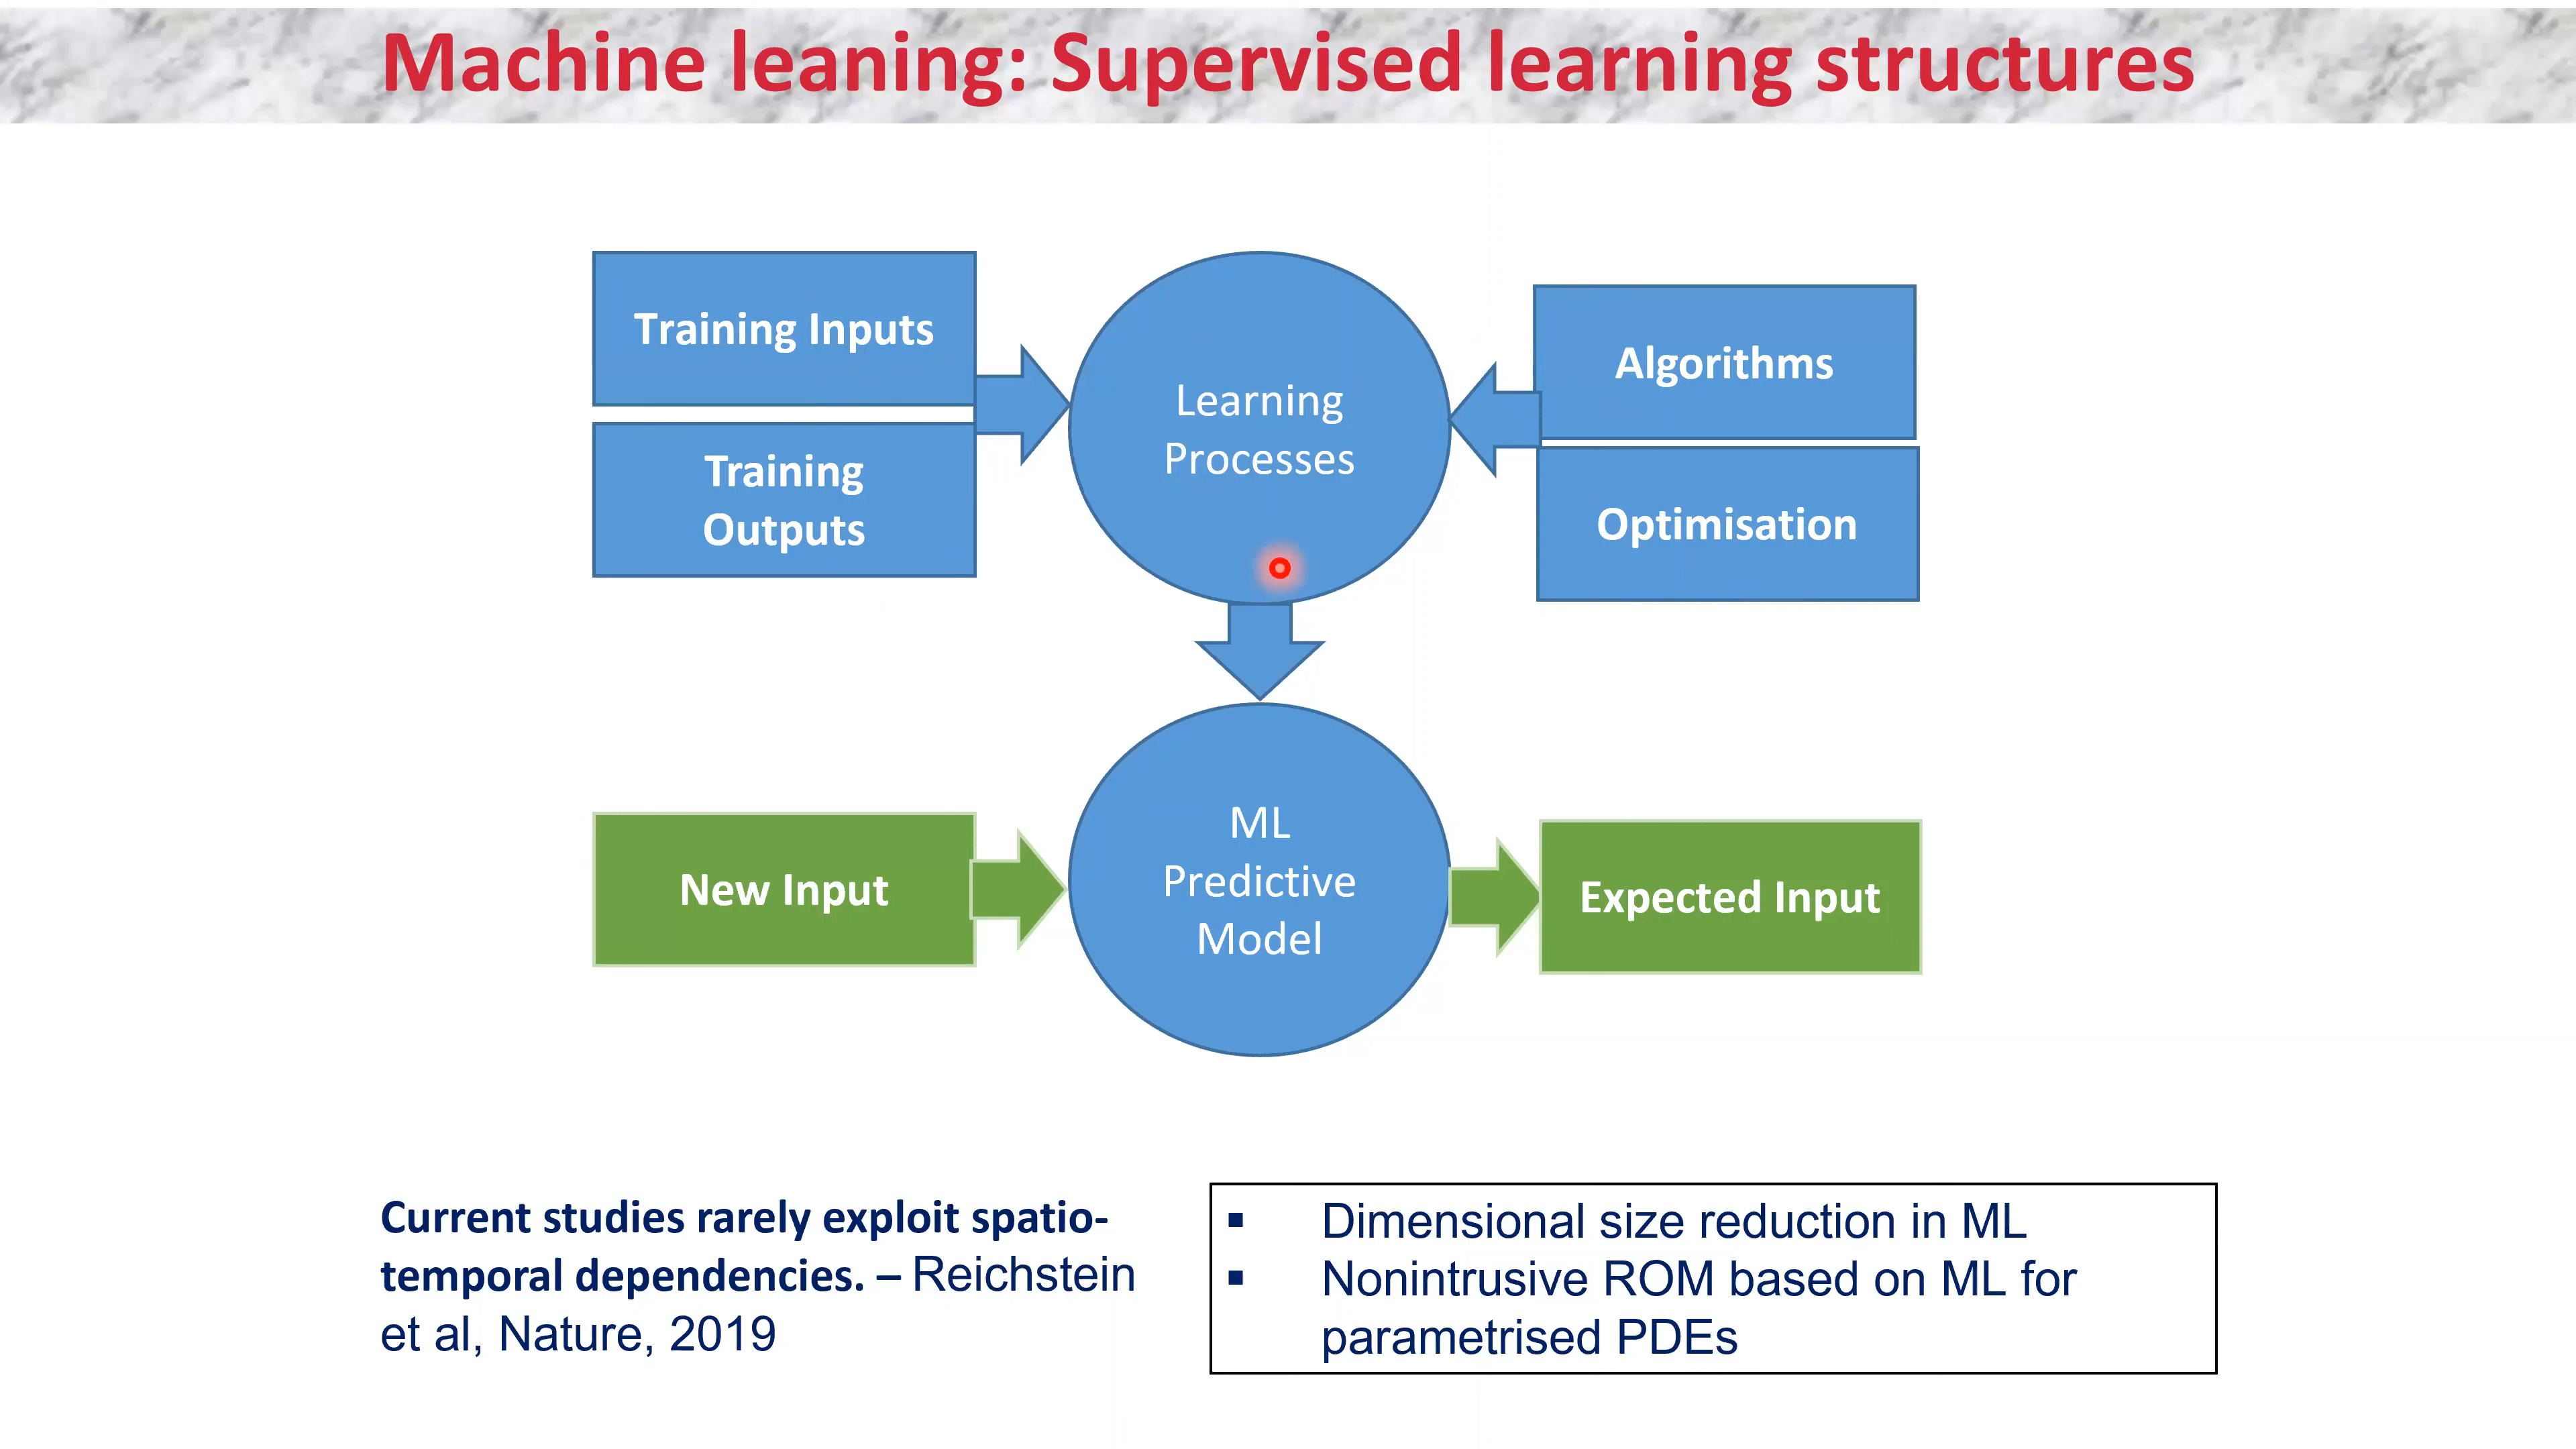 Machine leaning: Supervised learning structures
Training Inputs
Training
Outputs
Learning
Processes
Algorithms
Optimisation
New Input
ML
Predictive
Model
Expected Input
Current studies rarely exploit spatio-
temporal dependencies. – Reichstein
et al, Nature, 2019
▪ Dimensional size reduction in ML
▪ Nonintrusive ROM based on ML for
parametrised PDEs